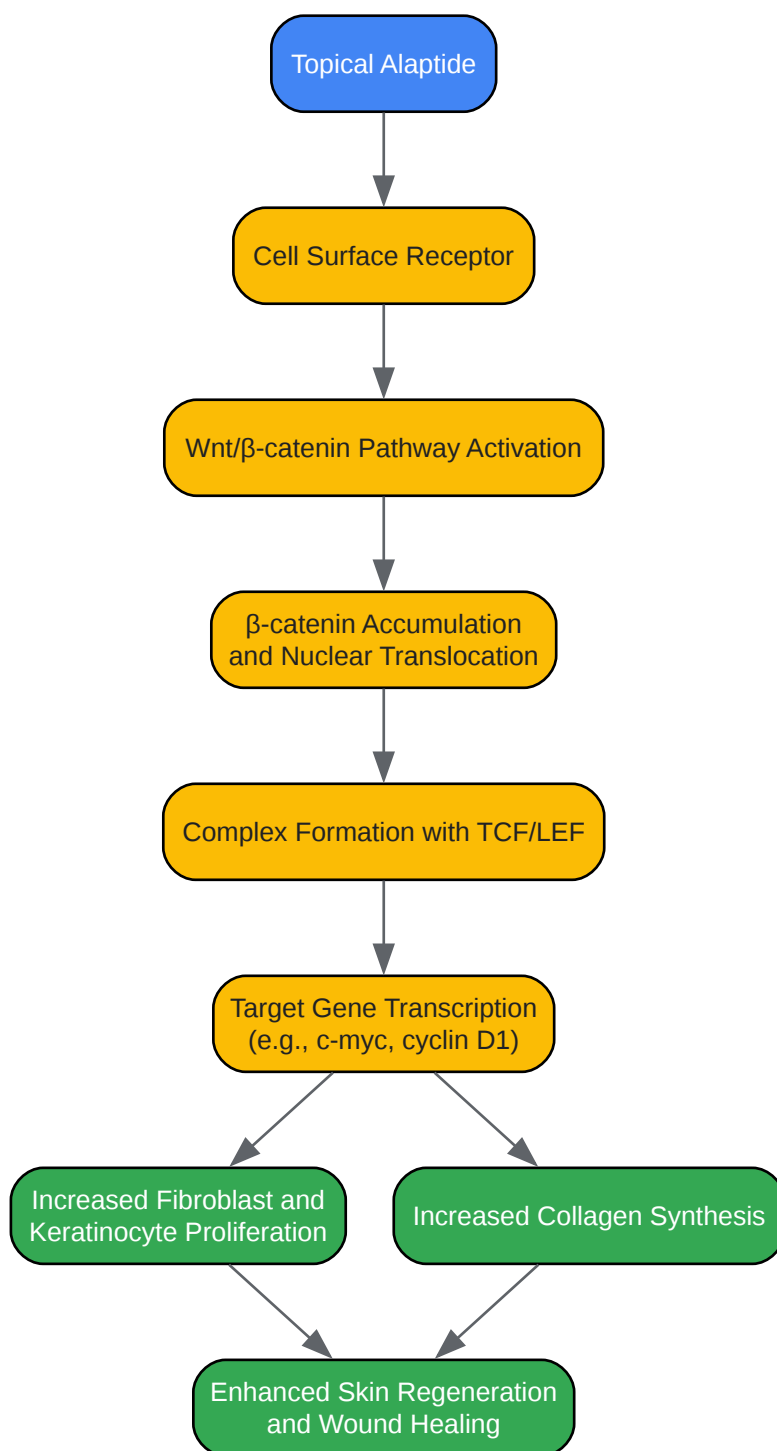 Topical Alaptide
Cell Surface Receptor
Wnt/β-catenin Pathway Activation
β-catenin Accumulation
and Nuclear Translocation
Complex Formation with TCF/LEF
Target Gene Transcription
(e.g., c-myc, cyclin D1)
Increased Fibroblast and
Keratinocyte Proliferation
Increased Collagen Synthesis
Enhanced Skin Regeneration
and Wound Healing